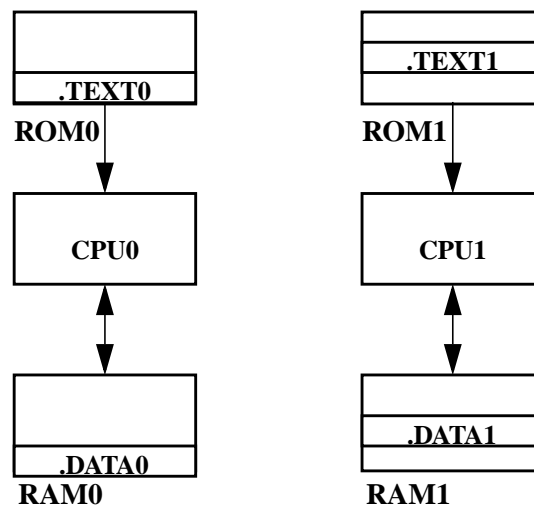 .TEXT0
.TEXT1
ROM0
ROM1
CPU0
CPU1
.DATA0
.DATA1
RAM0
RAM1